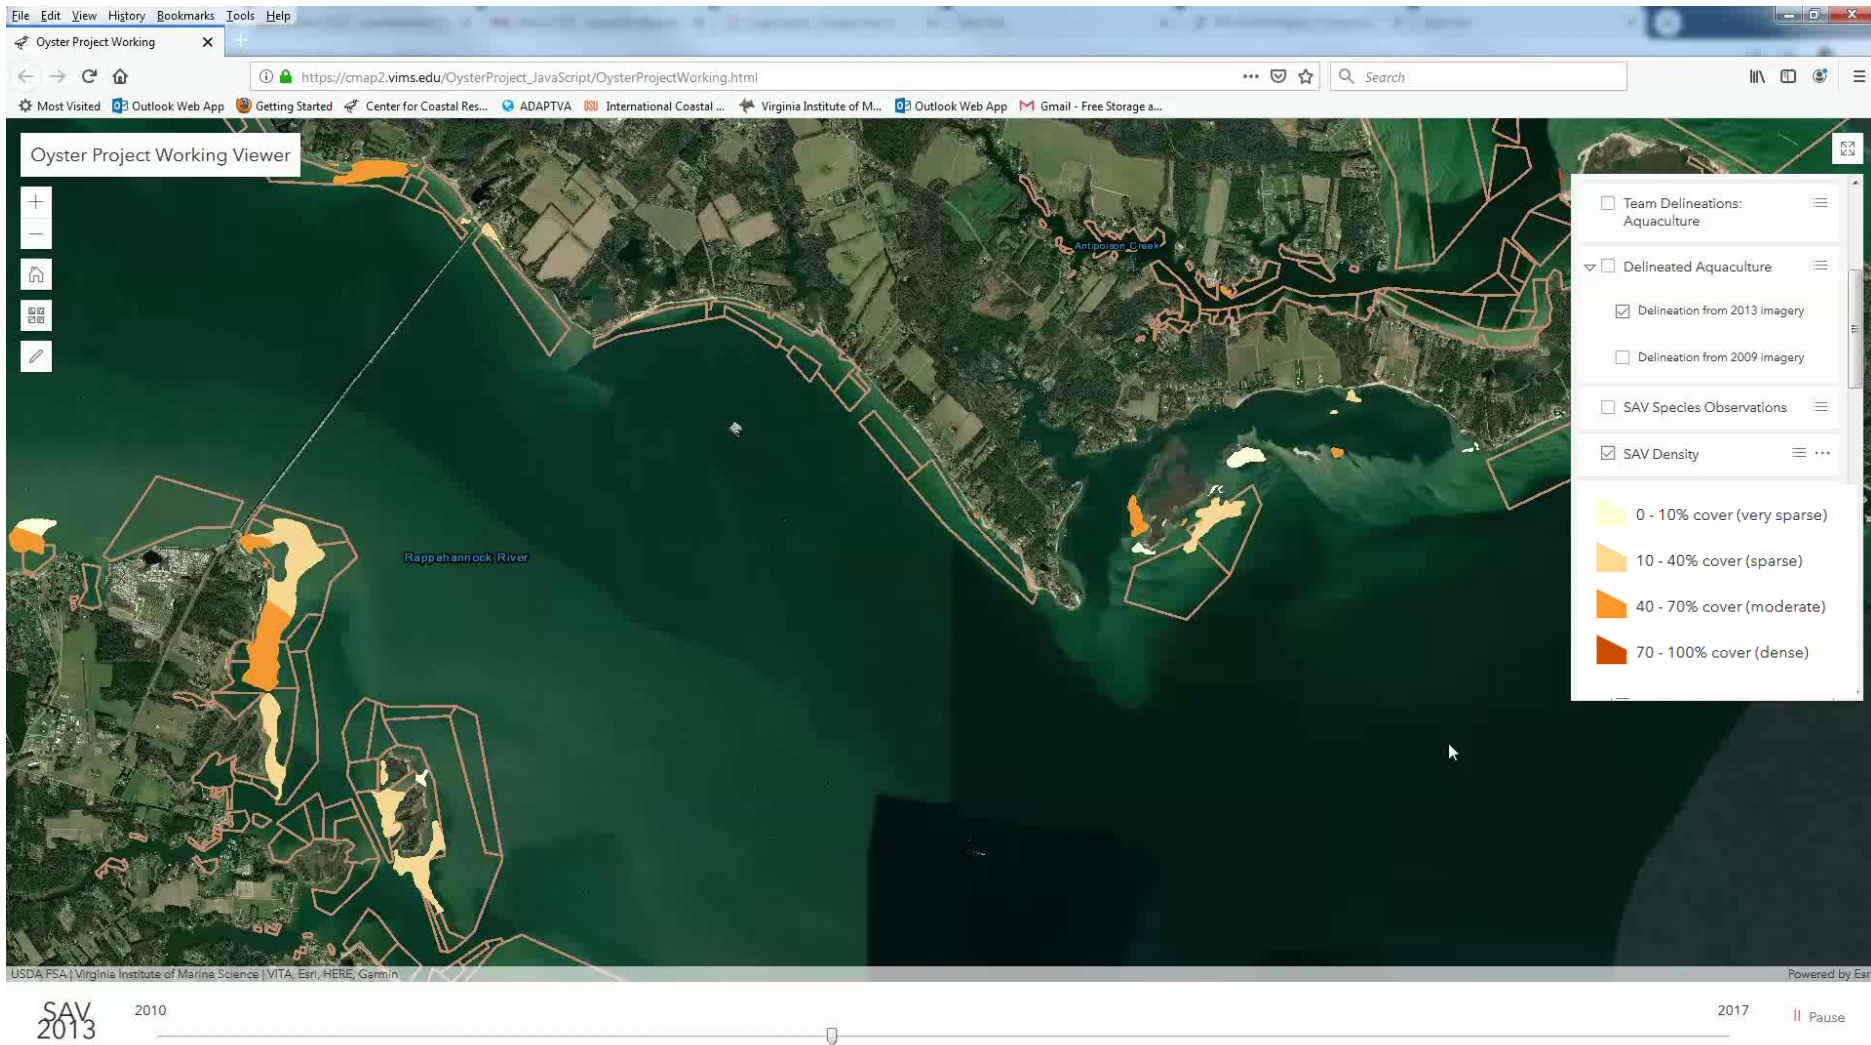 File Edit View History Bookmarks Tools Help
Oyster Project Working
https://cmap2.vims.edu/OysterProject_JavaScript/OysterProjectWorking.html
Search
Most Visited Outlook Web App Getting Started Center for Coastal Res... ADAPTVA International Coastal ... Virginia Institute of M... Outlook Web App Gmail - Free Storage a...
Oyster Project Working Viewer
Team Delineations:
Aquaculture
Delineated Aquaculture
Delineation from 2013 imagery
Delineation from 2009 imagery
SAV Species Observations
SAV Density
0 - 10% cover (very sparse)
10 - 40% cover (sparse)
40 - 70% cover (moderate)
70 - 100% cover (dense)
Antipoison Creek
Rappahannock River
USDA FSA | Virginia Institute of Marine Science | VITA, Esri, HERE, Garmin
Powered by Esr
SAV
2013
2010
2017
Pause